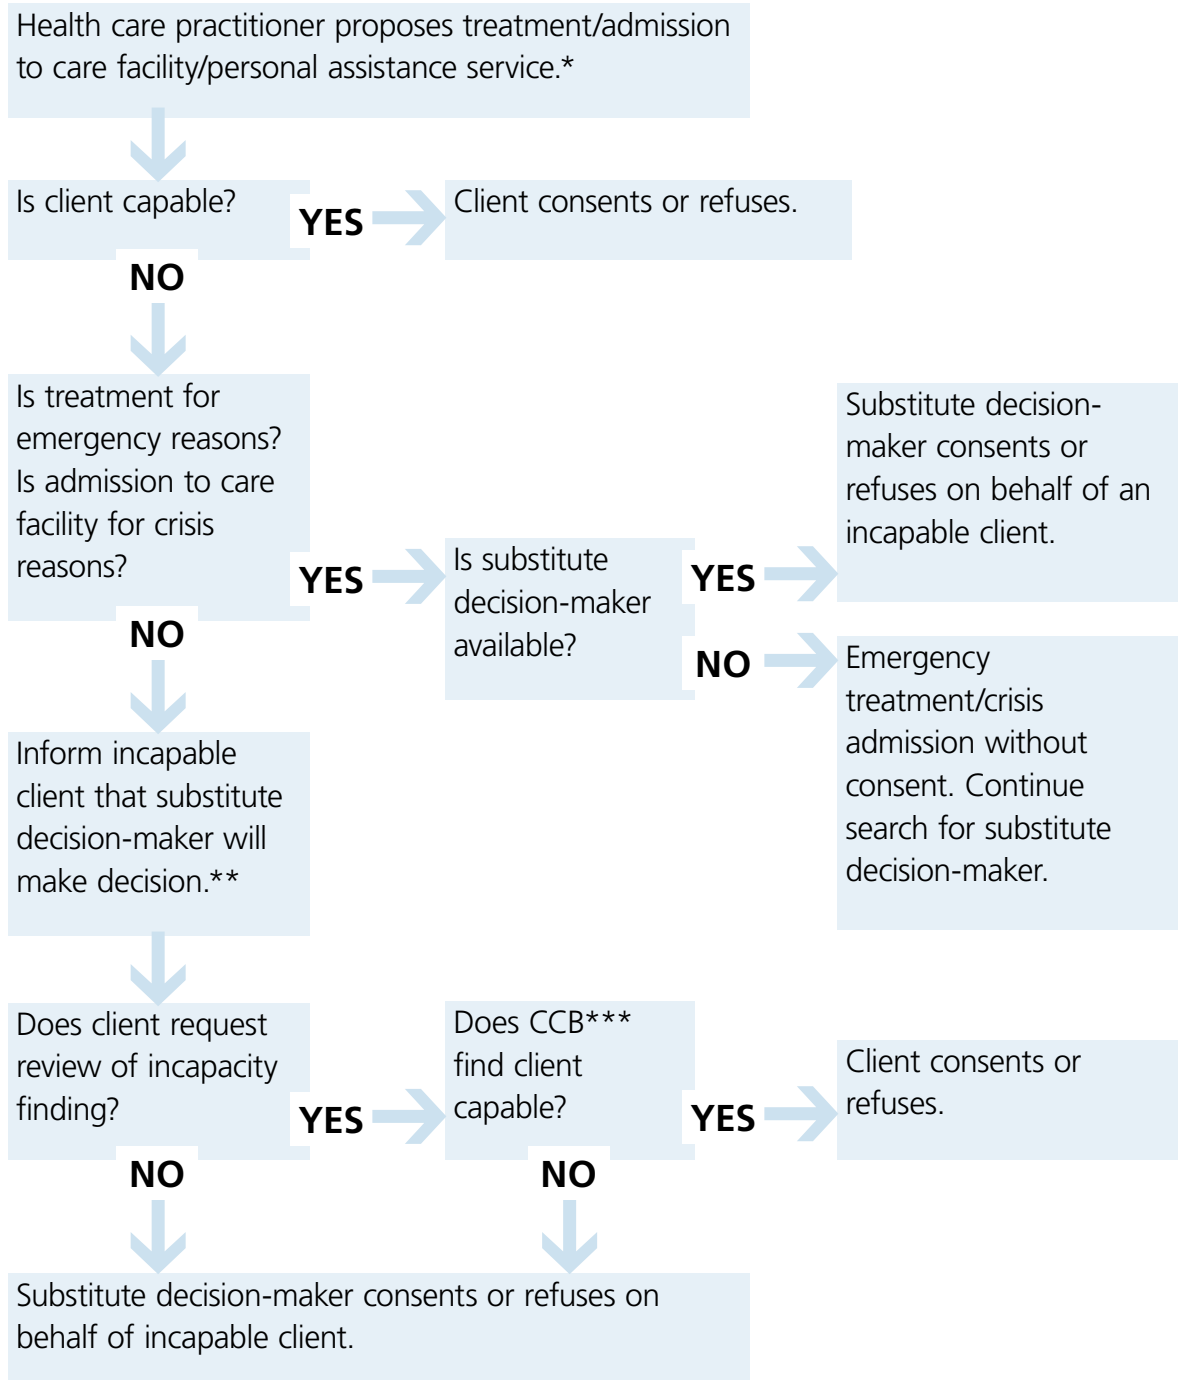 Health care practitioner proposes treatment/admission
to care facility/personal assistance service.*
Is client capable?
YES
Client consents or refuses.
NO
Is treatment for
emergency reasons?
Is admission to care
facility for crisis
reasons?
YES
Is substitute
decision-maker
available?
YES
Substitute decision-
maker consents or
refuses on behalf of an
incapable client.
NO
Emergency
treatment/crisis
admission without
consent. Continue
search for substitute
decision-maker.
NO
Inform incapable
client that substitute
decision-maker will
make decision.**
Does client request
review of incapacity
finding?
YES
Does CCB***
find client
capable?
YES
Client consents or
refuses.
NO
NO
Substitute decision-maker consents or refuses on
behalf of incapable client.